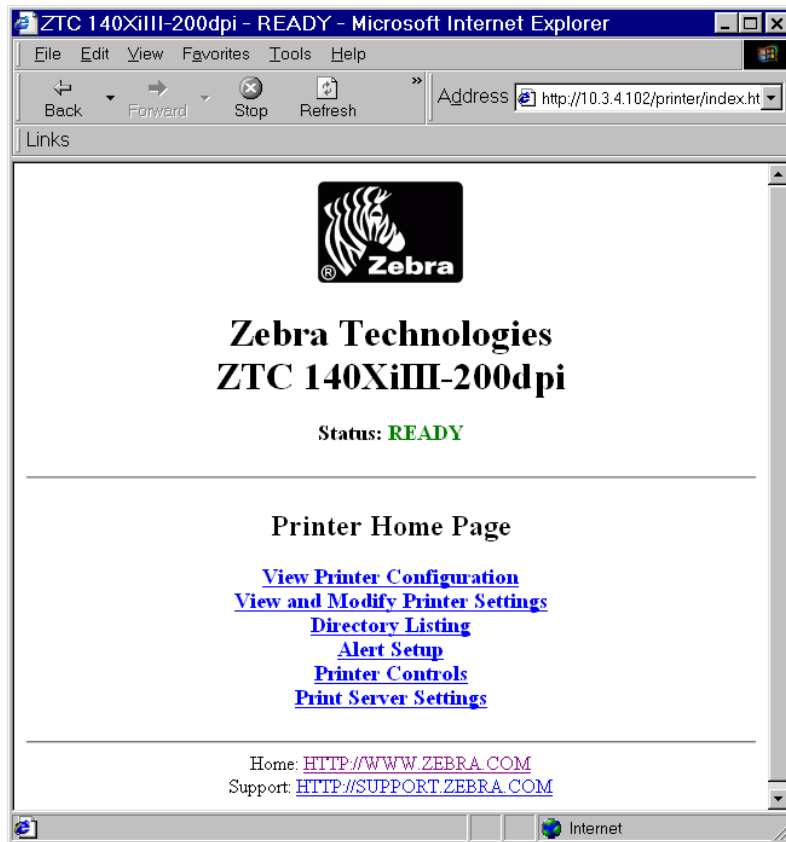 ZTC 140XiIII-200dpi - READY - Microsoft Internet Explorer
File Edit View Favorites Tools Help
Back Forward Stop Refresh » Address http://10.3.4.102/printer/index.ht
Links
® Zebra
Zebra Technologies
ZTC 140XiIII-200dpi
Status: READY
Printer Home Page
View Printer Configuration
View and Modify Printer Settings
Directory Listing
Alert Setup
Printer Controls
Print Server Settings
Home: HTTP://WWW.ZEBRA.COM
Support: HTTP://SUPPORT.ZEBRA.COM
Internet